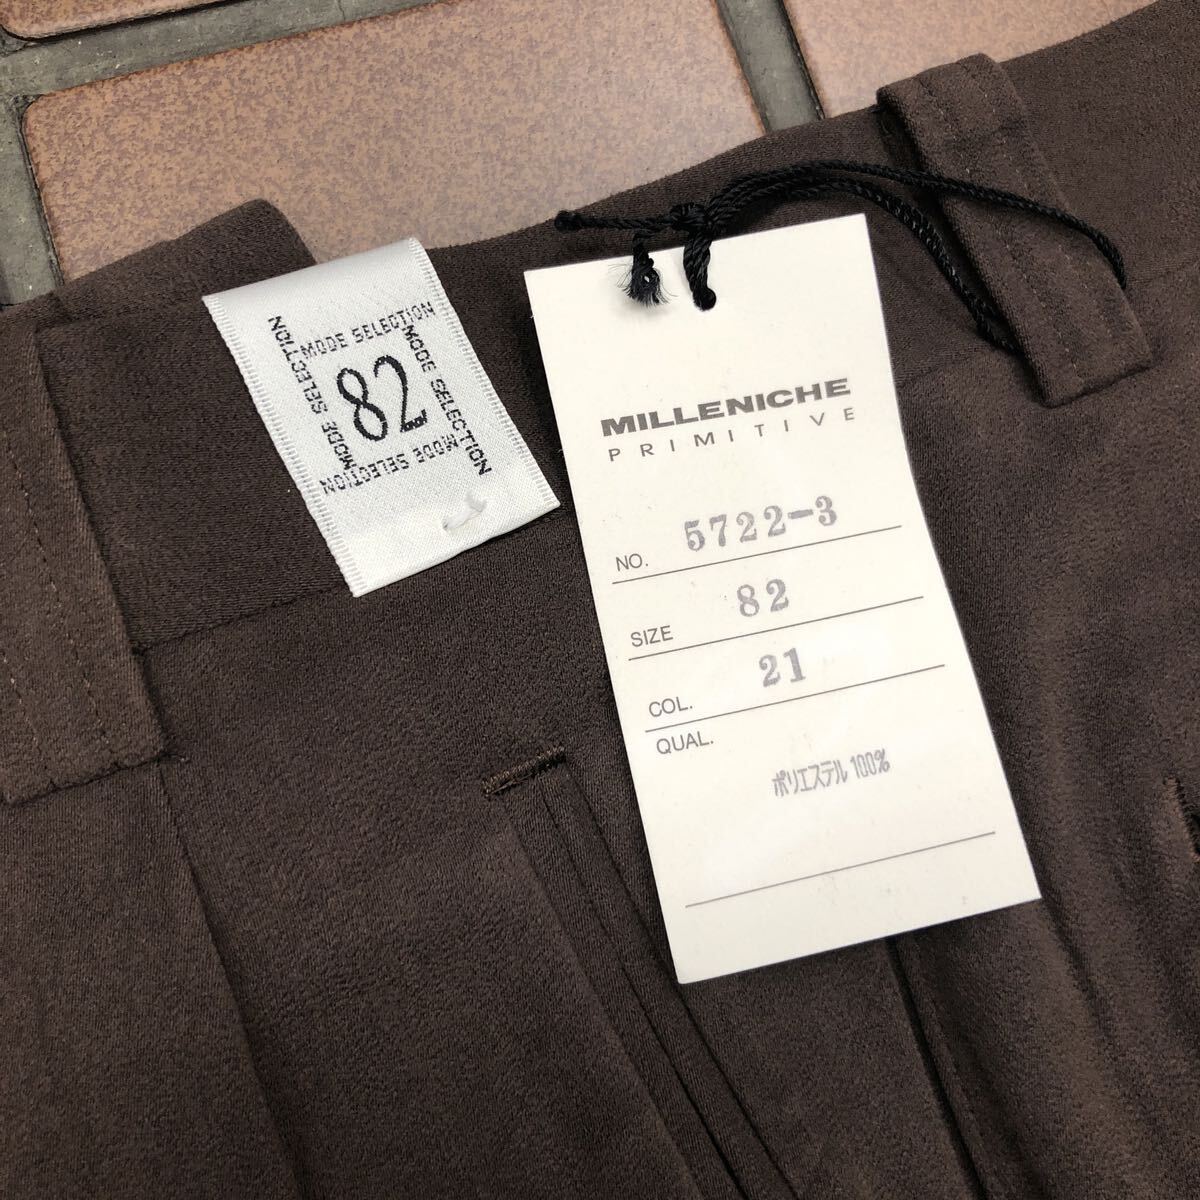 MODE SELECTION
MODE SELECTION
82
MODE SELECTION
MODE SELECTION
MILLENICHE
PRIMITIVE
NO. 5722-3
SIZE 82
COL. 21
QUAL.
ポリエステル 100%